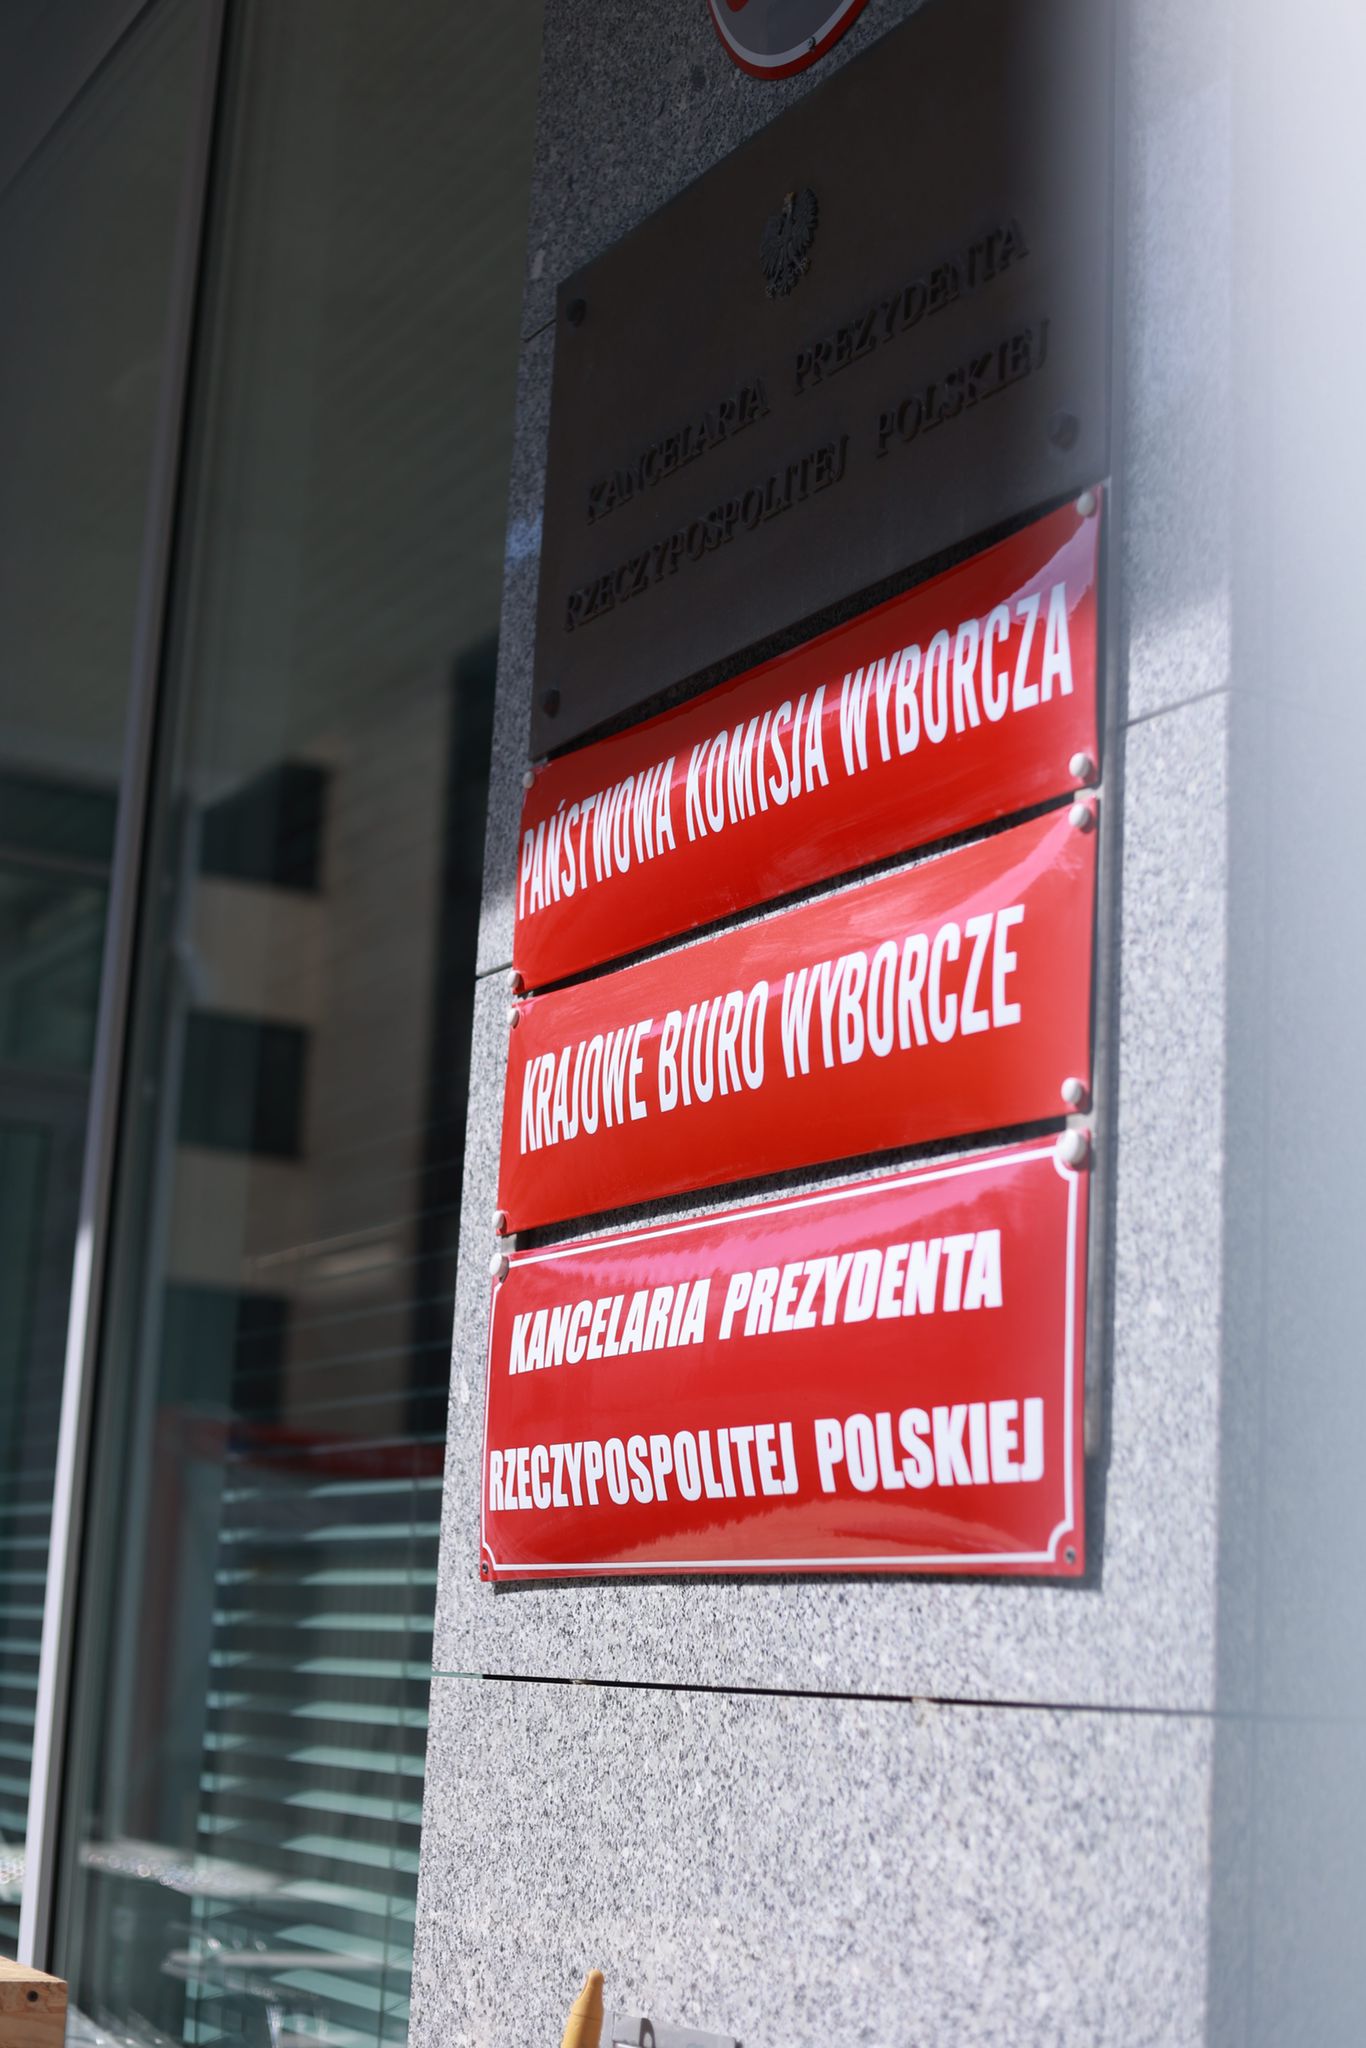 KANCELARIA PREZYDENTA
RZECZYPOSPOLITEJ POLSKIEJ
PAŃSTWOWA KOMISJA WYBORCZA
KRAJOWE BIURO WYBORCZE
KANCELARIA PREZYDENTA
RZECZYPOSPOLITEJ POLSKIEJ